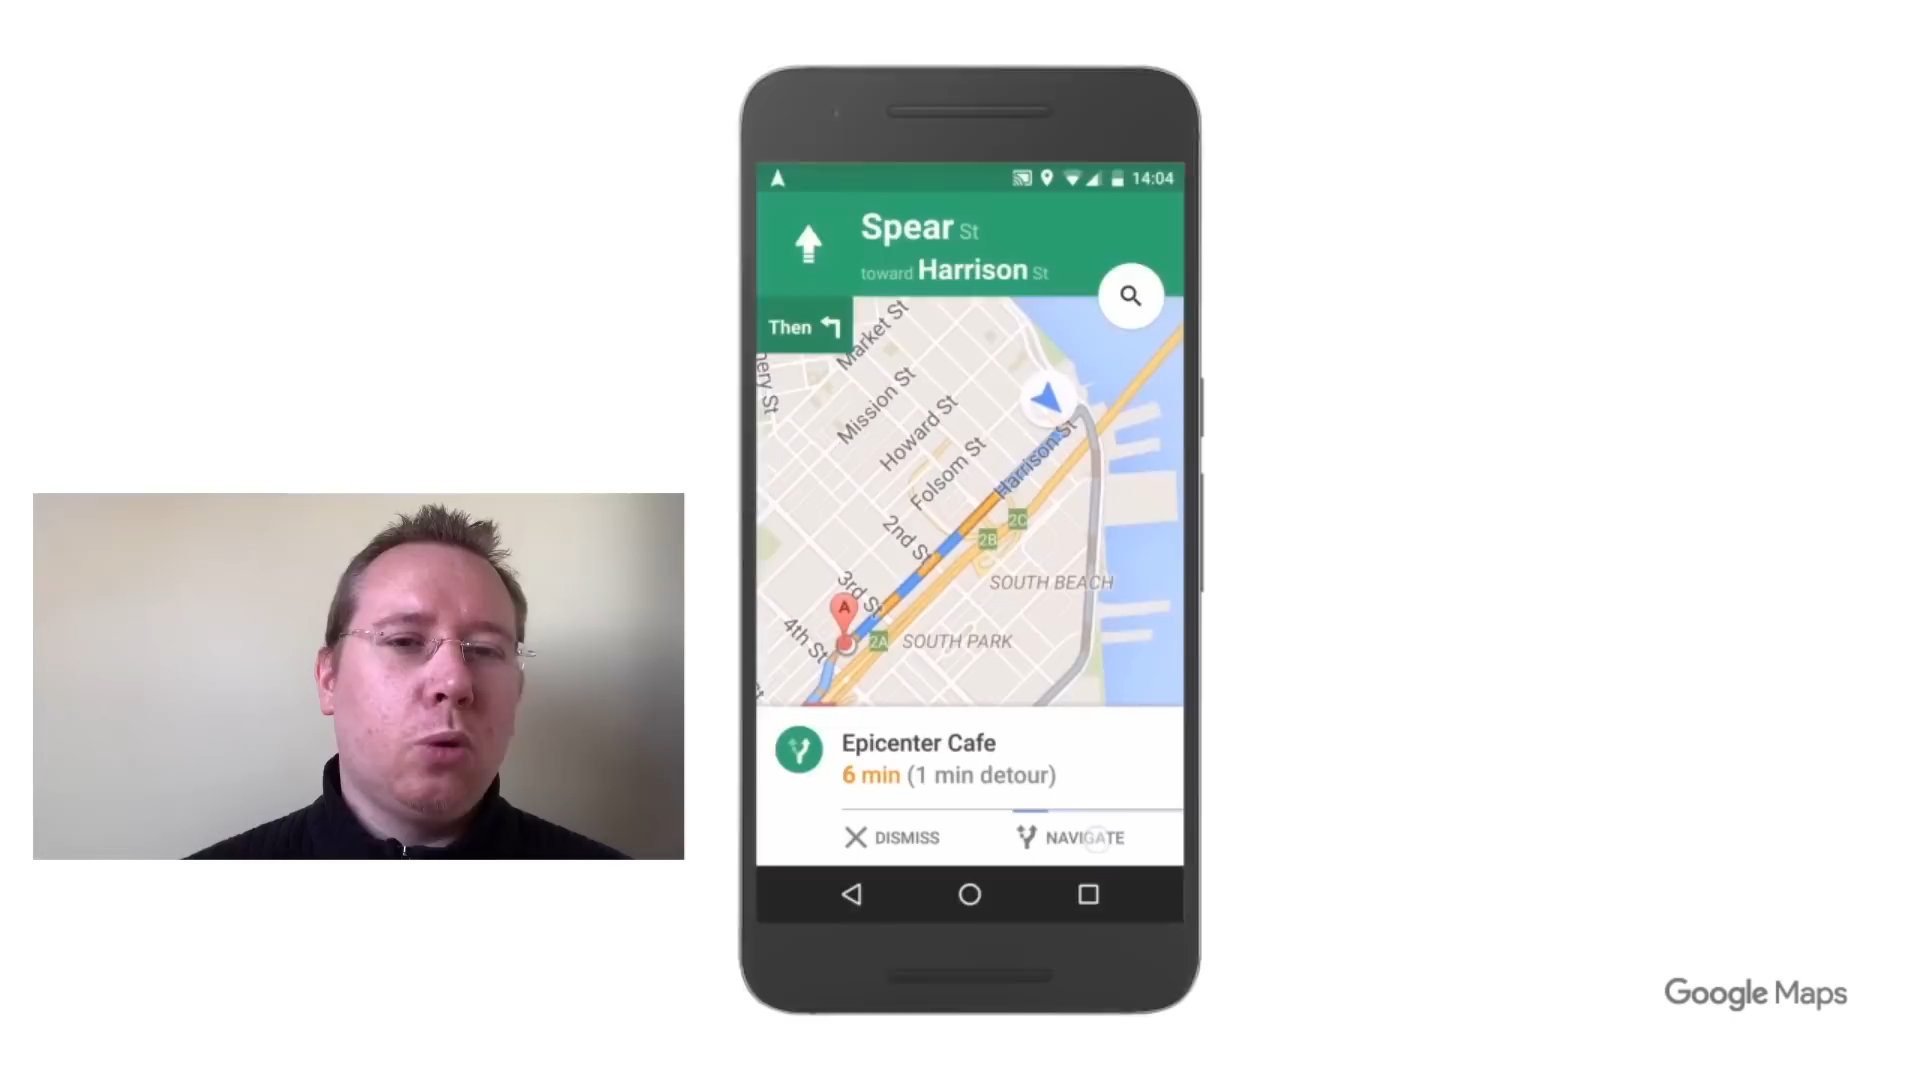 14:04
Spear St
toward Harrison St
Then
Market St
Mission St
Howard St
Folsom St
Harrison St
2nd St
2C
2B
3rd St
SOUTH BEACH
A
4th St
2A
SOUTH PARK
Epicenter Cafe
6 min (1 min detour)
DISMISS
NAVIGATE
Google Maps